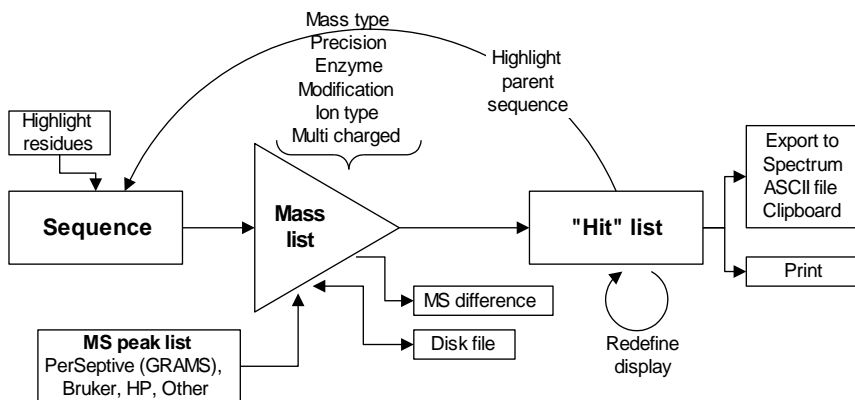 Mass type
Precision
Enzyme
Modification
Ion type
Multi charged
Highlight
parent
sequence
Highlight
residues
Sequence
Mass
list
"Hit" list
Export to
Spectrum
ASCII file
Clipboard
Print
MS difference
Disk file
Redefine
display
MS peak list
PerSeptive (GRAMS),
Bruker, HP, Other